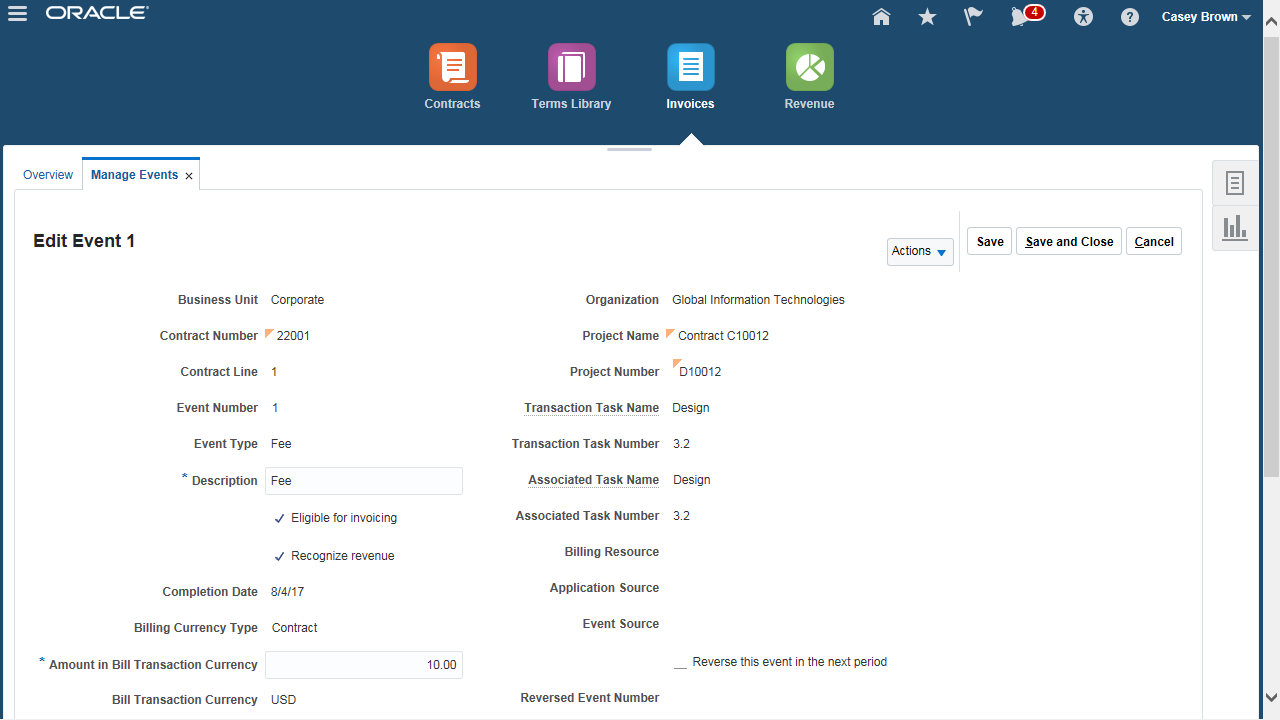 ORACLE
4
?
Casey Brown
Contracts
Terms Library
Invoices
Revenue
Overview
Manage Events ×
Edit Event 1
Actions
Save
Save and Close
Cancel
Business Unit Corporate
Organization Global Information Technologies
Contract Number 22001
Project Name Contract C10012
Contract Line 1
Project Number D10012
Event Number 1
Transaction Task Name Design
Event Type Fee
Transaction Task Number 3.2
* Description Fee
Associated Task Name Design
Eligible for invoicing
Associated Task Number 3.2
Recognize revenue
Billing Resource
Completion Date 8/4/17
Application Source
Billing Currency Type Contract
Event Source
* Amount in Bill Transaction Currency 10.00
Reverse this event in the next period
Bill Transaction Currency USD
Reversed Event Number